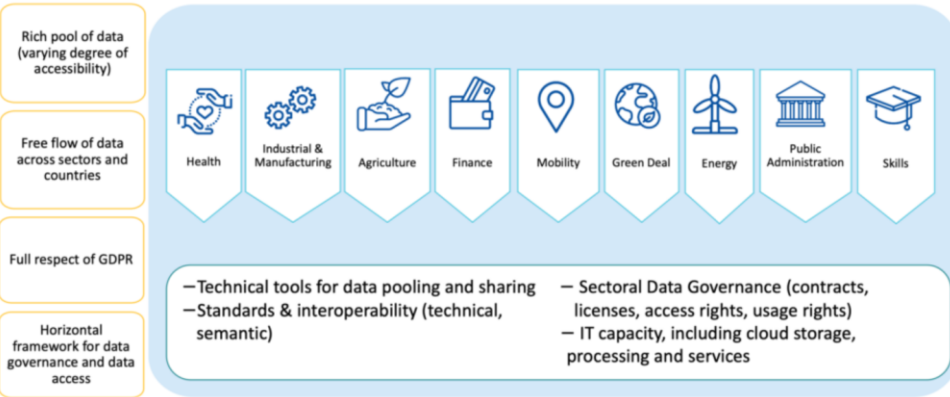 Rich pool of data
(varying degree of
accessibility)
Free flow of data
across sectors and
countries
Full respect of GDPR
Horizontal
framework for data
governance and data
access
Health
Industrial &
Manufacturing
Agriculture
Finance
Mobility
Green Deal
Energy
Public
Administration
Skills
—Technical tools for data pooling and sharing
—Standards & interoperability (technical,
semantic)
— Sectoral Data Governance (contracts,
licenses, access rights, usage rights)
— IT capacity, including cloud storage,
processing and services